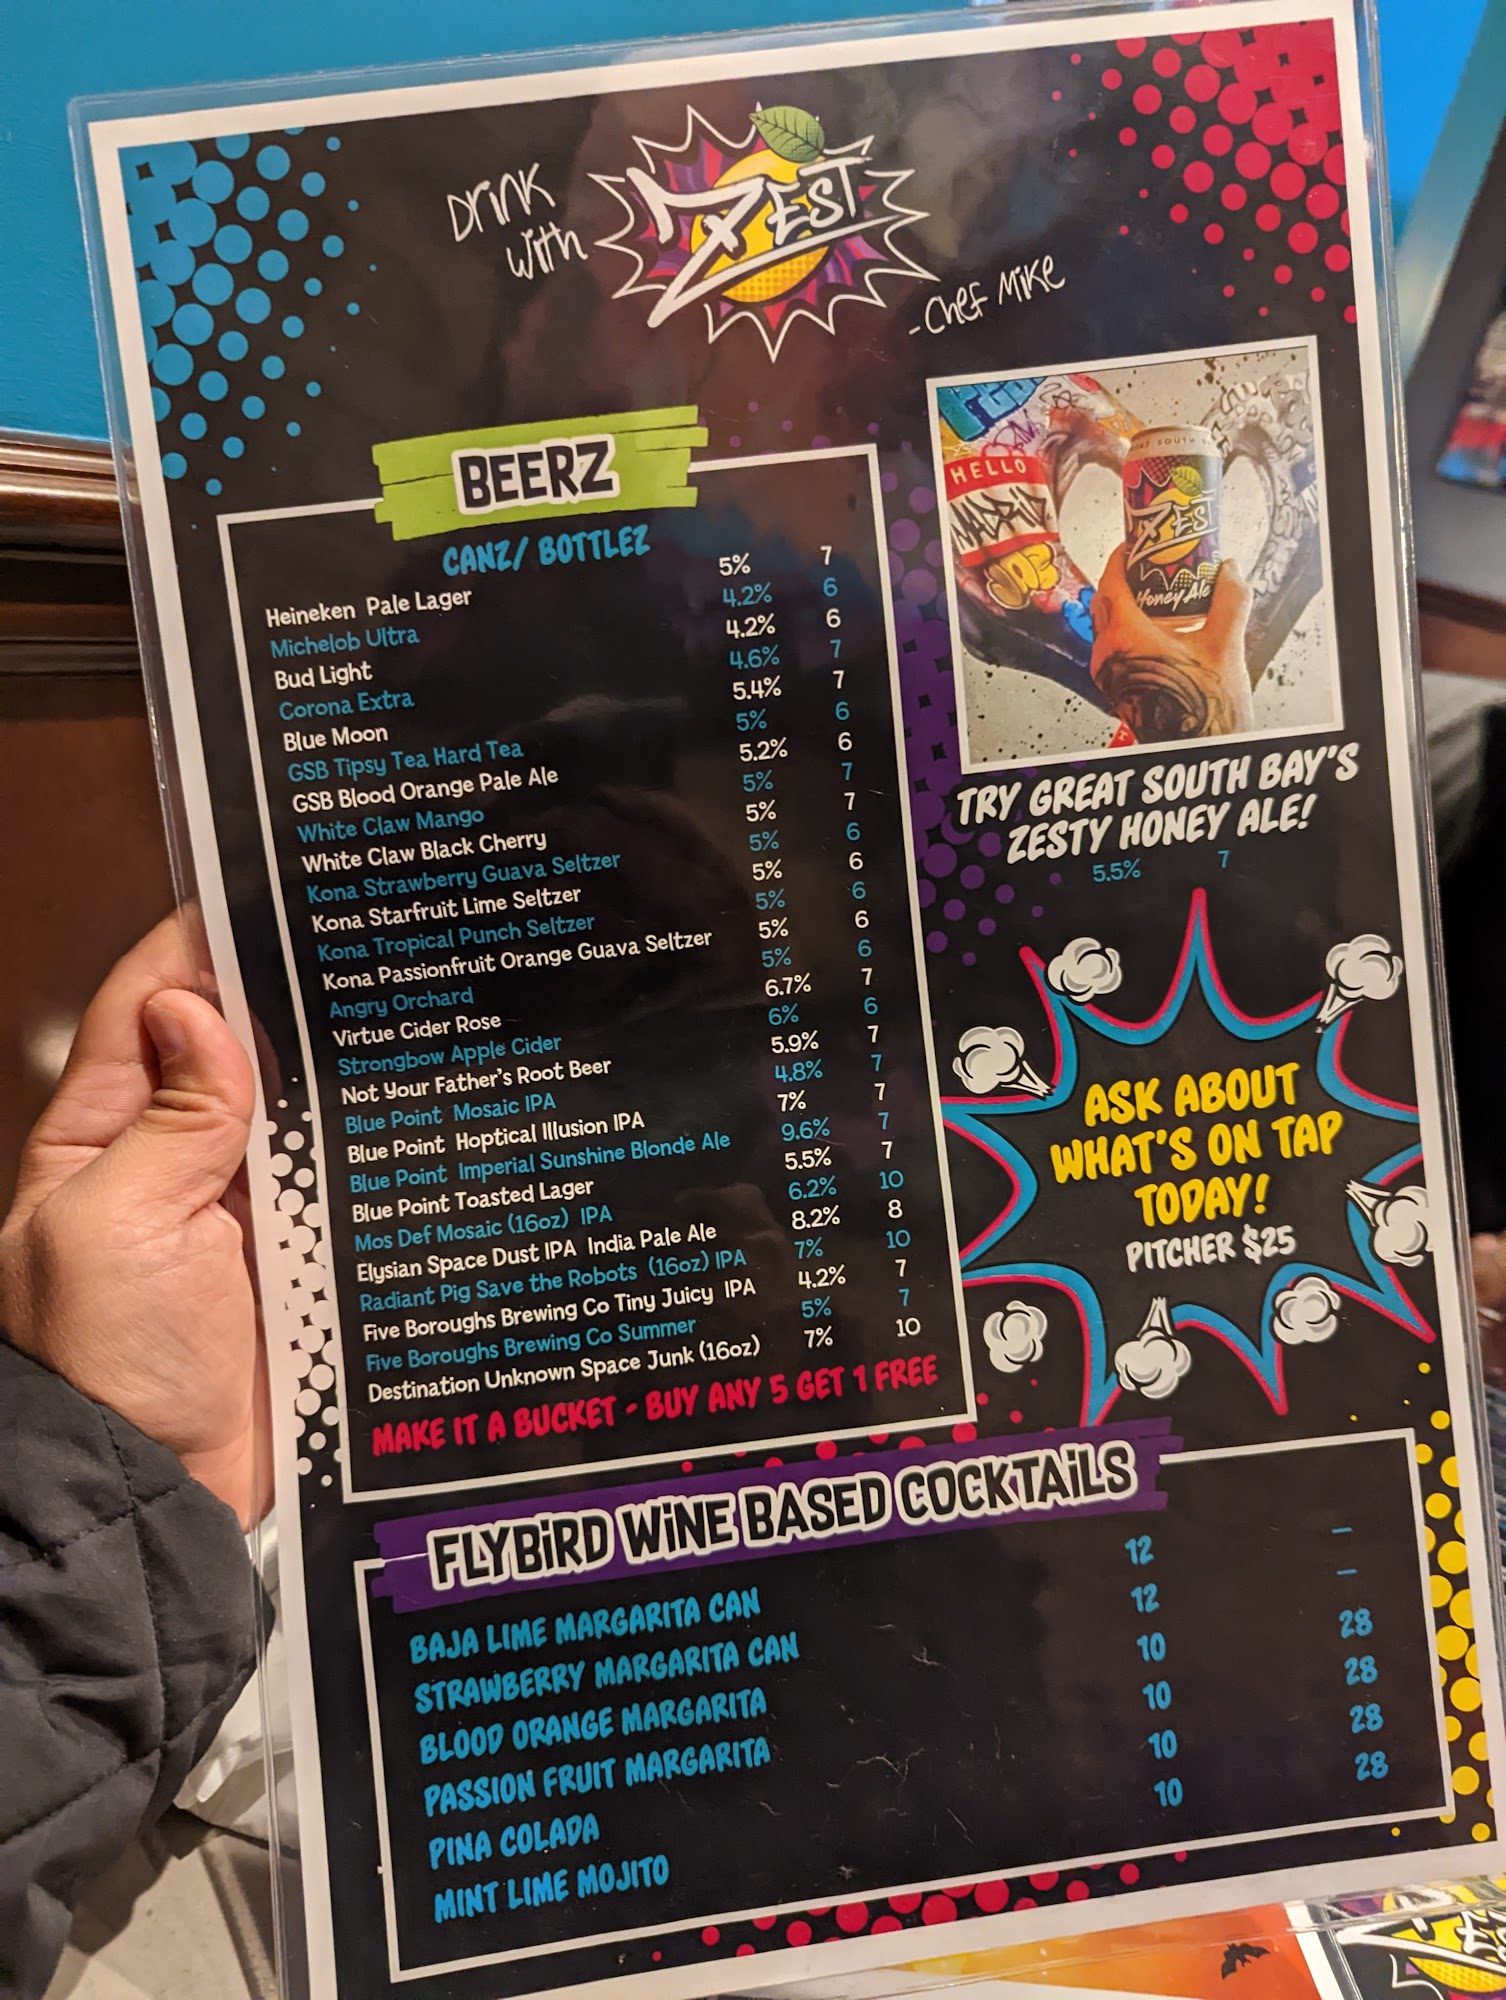 Drink
with
ZEST
-Chef Mike
BEERZ
CANZ/ BOTTLEZ
Heineken Pale Lager 5% 7
Michelob Ultra 4.2% 6
Bud Light 4.2% 6
Corona Extra 4.6% 7
Blue Moon 5.4% 7
GSB Tipsy Tea Hard Tea 5% 6
GSB Blood Orange Pale Ale 5.2% 6
White Claw Mango 5% 7
White Claw Black Cherry 5% 7
Kona Strawberry Guava Seltzer 5% 6
Kona Starfruit Lime Seltzer 5% 6
Kona Tropical Punch Seltzer 5% 6
Kona Passionfruit Orange Guava Seltzer 5% 6
Angry Orchard 5% 6
Virtue Cider Rose 6.7% 7
Strongbow Apple Cider 6% 6
Not Your Father's Root Beer 5.9% 7
Blue Point Mosaic IPA 4.8% 7
Blue Point Hoptical Illusion IPA 7% 7
Blue Point Imperial Sunshine Blonde Ale 9.6% 7
Blue Point Toasted Lager 5.5% 7
Mos Def Mosaic (16oz) IPA 6.2% 10
Elysian Space Dust IPA India Pale Ale 8.2% 8
Radiant Pig Save the Robots (16oz) IPA 7% 10
Five Boroughs Brewing Co Tiny Juicy IPA 4.2% 7
Five Boroughs Brewing Co Summer 5% 7
Destination Unknown Space Junk (16oz) 7% 10
MAKE IT A BUCKET - BUY ANY 5 GET 1 FREE
HELLO
MADRID
ZEST
Honey Ale
TRY GREAT SOUTH BAY'S
ZESTY HONEY ALE!
5.5% 7
ASK ABOUT
WHAT'S ON TAP
TODAY!
PITCHER $25
FLYBiRD WiNE BASED COCKTAiLS
BAJA LIME MARGARITA CAN 12 –
STRAWBERRY MARGARITA CAN 12 –
BLOOD ORANGE MARGARITA 10 28
PASSION FRUIT MARGARITA 10 28
PINA COLADA 10 28
MINT LIME MOJITO 10 28